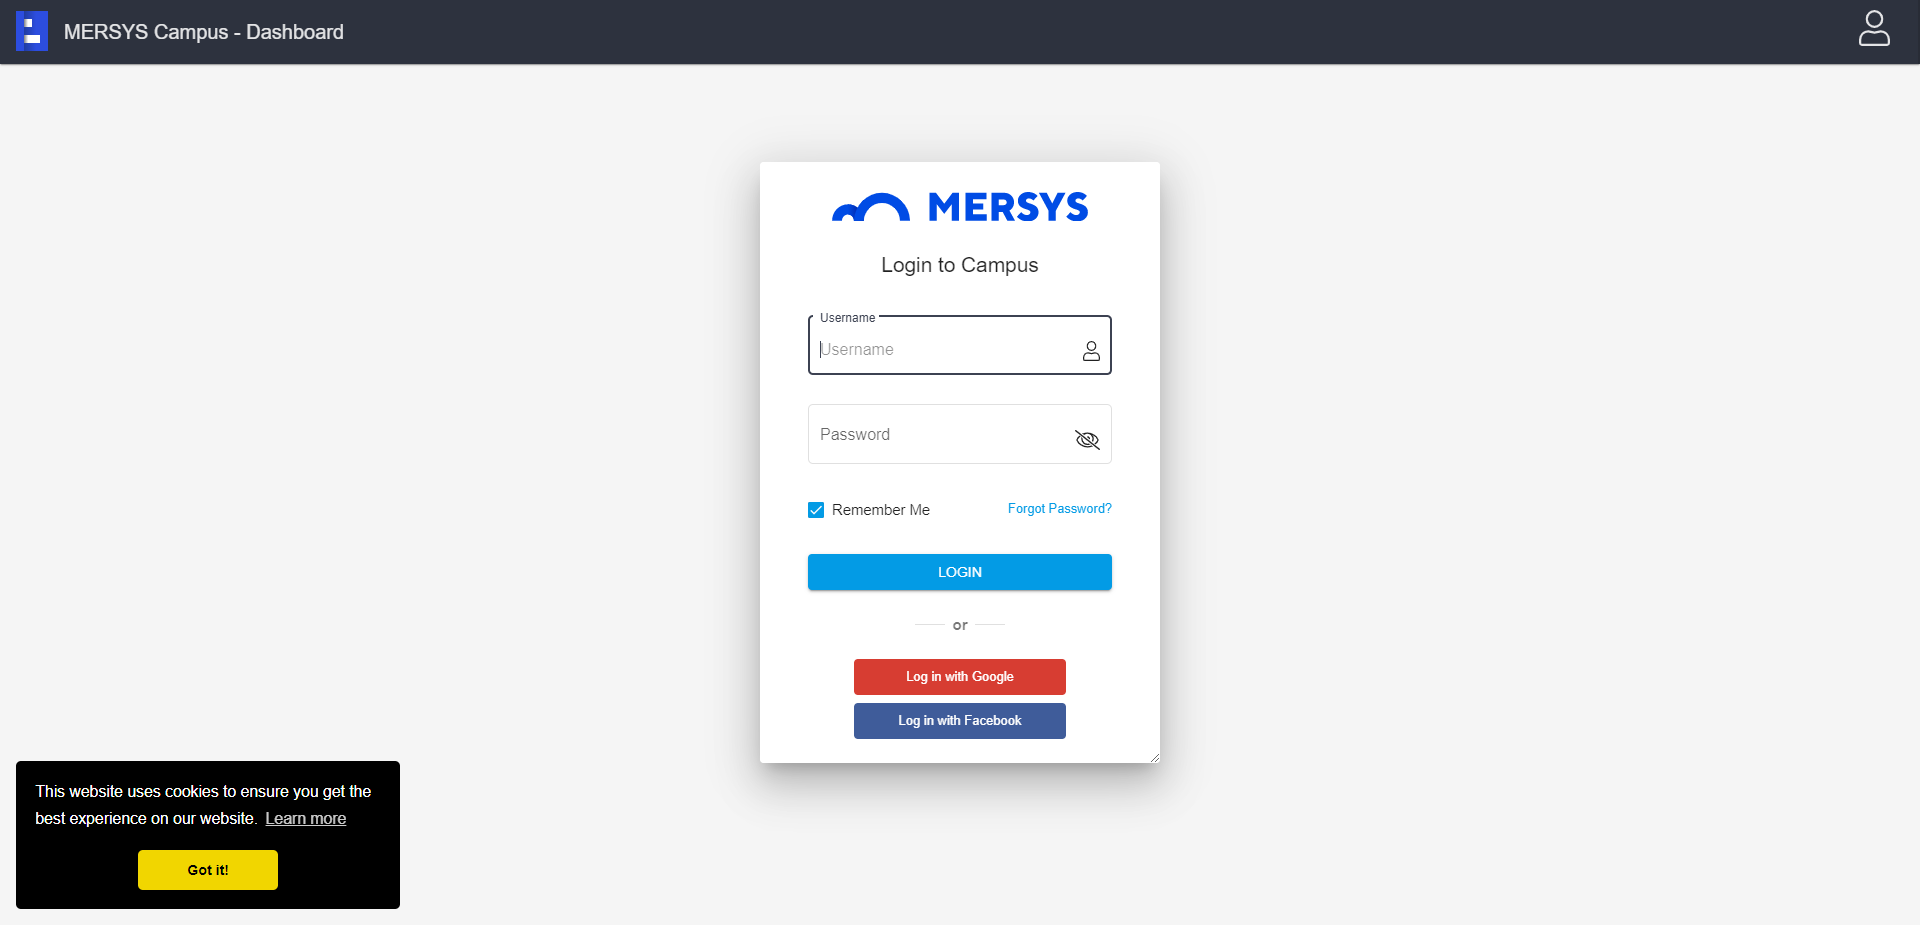 MERSYS Campus - Dashboard
MERSYS
Login to Campus
Username
Username
Password
Remember Me
Forgot Password?
LOGIN
or
Log in with Google
Log in with Facebook
This website uses cookies to ensure you get the
best experience on our website. Learn more
Got it!